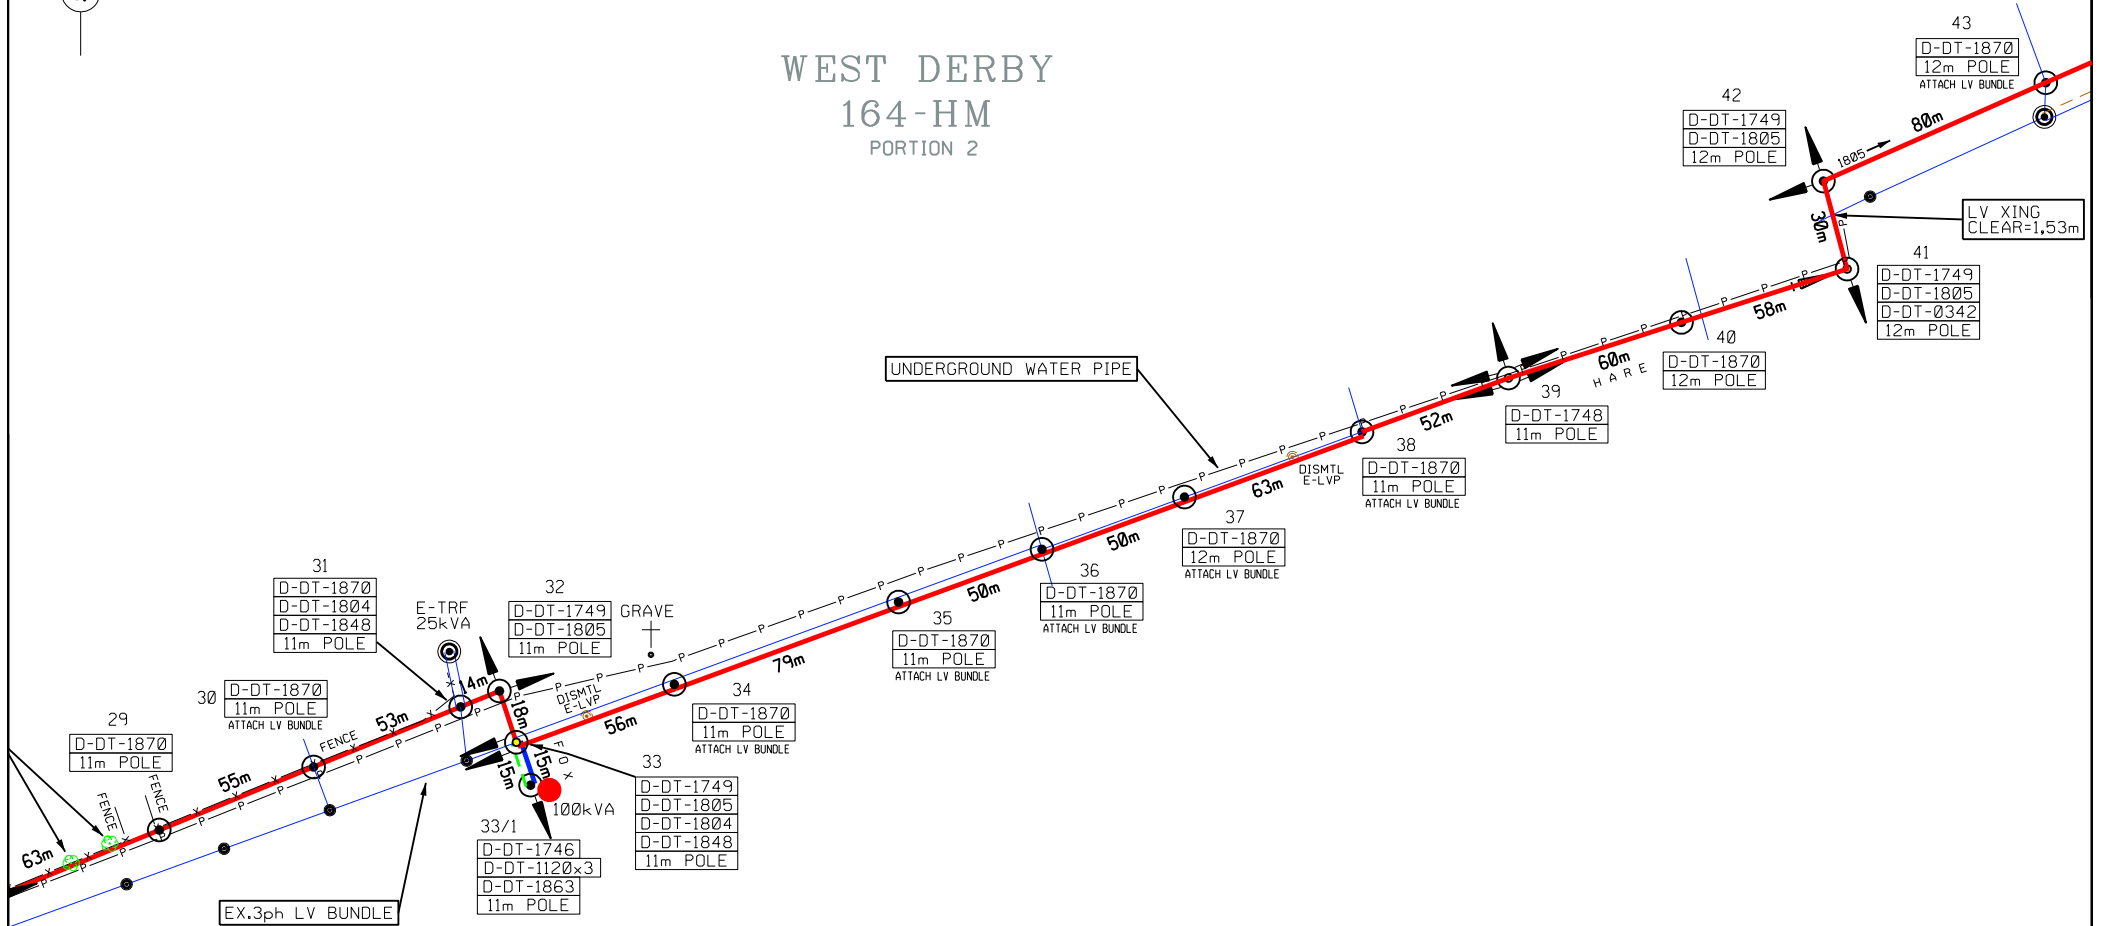 WEST DERBY
164-HM
PORTION 2
43
D-DT-1870
12m POLE
ATTACH LV BUNDLE
80m
42
D-DT-1749
D-DT-1805
12m POLE
1805
30m
P
LV XING
CLEAR=1,53m
41
D-DT-1749
D-DT-1805
D-DT-0342
12m POLE
58m
40
D-DT-1870
12m POLE
60m
HARE
39
D-DT-1748
11m POLE
52m
UNDERGROUND WATER PIPE
38
D-DT-1870
11m POLE
ATTACH LV BUNDLE
DISMTL
E-LVP
63m
37
D-DT-1870
12m POLE
ATTACH LV BUNDLE
50m
36
D-DT-1870
11m POLE
ATTACH LV BUNDLE
50m
35
D-DT-1870
11m POLE
ATTACH LV BUNDLE
79m
34
D-DT-1870
11m POLE
ATTACH LV BUNDLE
56m
DISMTL
E-LVP
GRAVE
32
D-DT-1749
D-DT-1805
11m POLE
31
D-DT-1870
D-DT-1804
D-DT-1848
11m POLE
E-TRF
25kVA
14m
18m
15m
15m
FOX
100kVA
33
D-DT-1749
D-DT-1805
D-DT-1804
D-DT-1848
11m POLE
33/1
D-DT-1746
D-DT-1120x3
D-DT-1863
11m POLE
30
D-DT-1870
11m POLE
ATTACH LV BUNDLE
53m
FENCE
29
D-DT-1870
11m POLE
55m
FENCE
FENCE
63m
EX.3ph LV BUNDLE